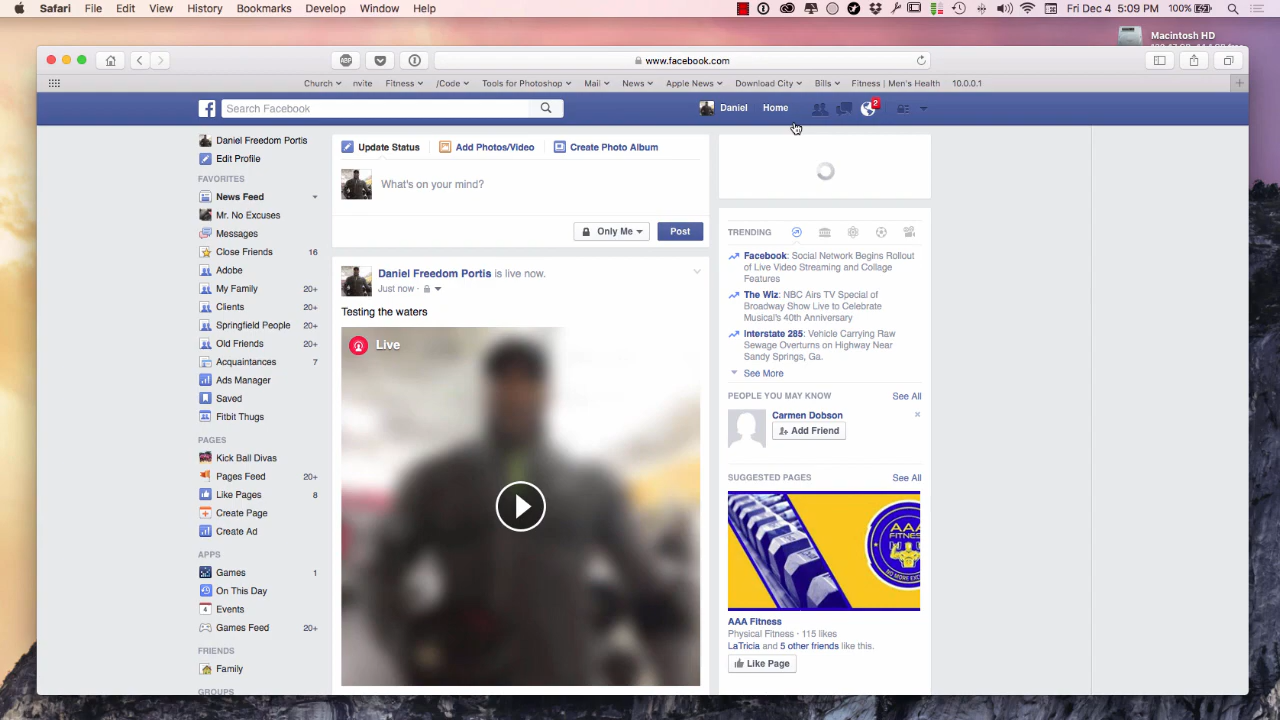 Safari File Edit View History Bookmarks Develop Window Help
100% Fri Dec 4 5:09 PM
Macintosh HD
www.facebook.com
Church nvite Fitness /Code Tools for Photoshop Mail News Apple News Download City Bills Fitness | Men's Health 10.0.0.1
Search Facebook
Daniel Home 2
Daniel Freedom Portis
Edit Profile
FAVORITES
News Feed
Mr. No Excuses
Messages
Close Friends 16
Adobe
My Family 20+
Clients 20+
Springfield People 20+
Old Friends 20+
Acquaintances 7
Ads Manager
Saved
Fitbit Thugs
PAGES
Kick Ball Divas
Pages Feed 20+
Like Pages 8
Create Page
Create Ad
APPS
Games 1
On This Day
Events
Games Feed 20+
FRIENDS
Family
GROUPS
Update Status Add Photos/Video Create Photo Album
What's on your mind?
Only Me Post
Daniel Freedom Portis is live now.
Just now ·
Testing the waters
Live
TRENDING
Facebook: Social Network Begins Rollout
of Live Video Streaming and Collage
Features
The Wiz: NBC Airs TV Special of
Broadway Show Live to Celebrate
Musical's 40th Anniversary
Interstate 285: Vehicle Carrying Raw
Sewage Overturns on Highway Near
Sandy Springs, Ga.
See More
PEOPLE YOU MAY KNOW See All
Carmen Dobson
Add Friend
SUGGESTED PAGES See All
AAA
FITNESS
AAA Fitness
Physical Fitness · 115 likes
LaTricia and 5 other friends like this.
Like Page